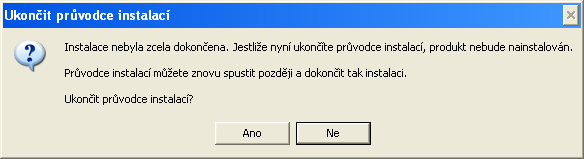 Ukončit průvodce instalací
Instalace nebyla zcela dokončena. Jestliže nyní ukončíte průvodce instalací, produkt nebude nainstalován.
Průvodce instalací můžete znovu spustit později a dokončit tak instalaci.
Ukončit průvodce instalací?
Ano
Ne